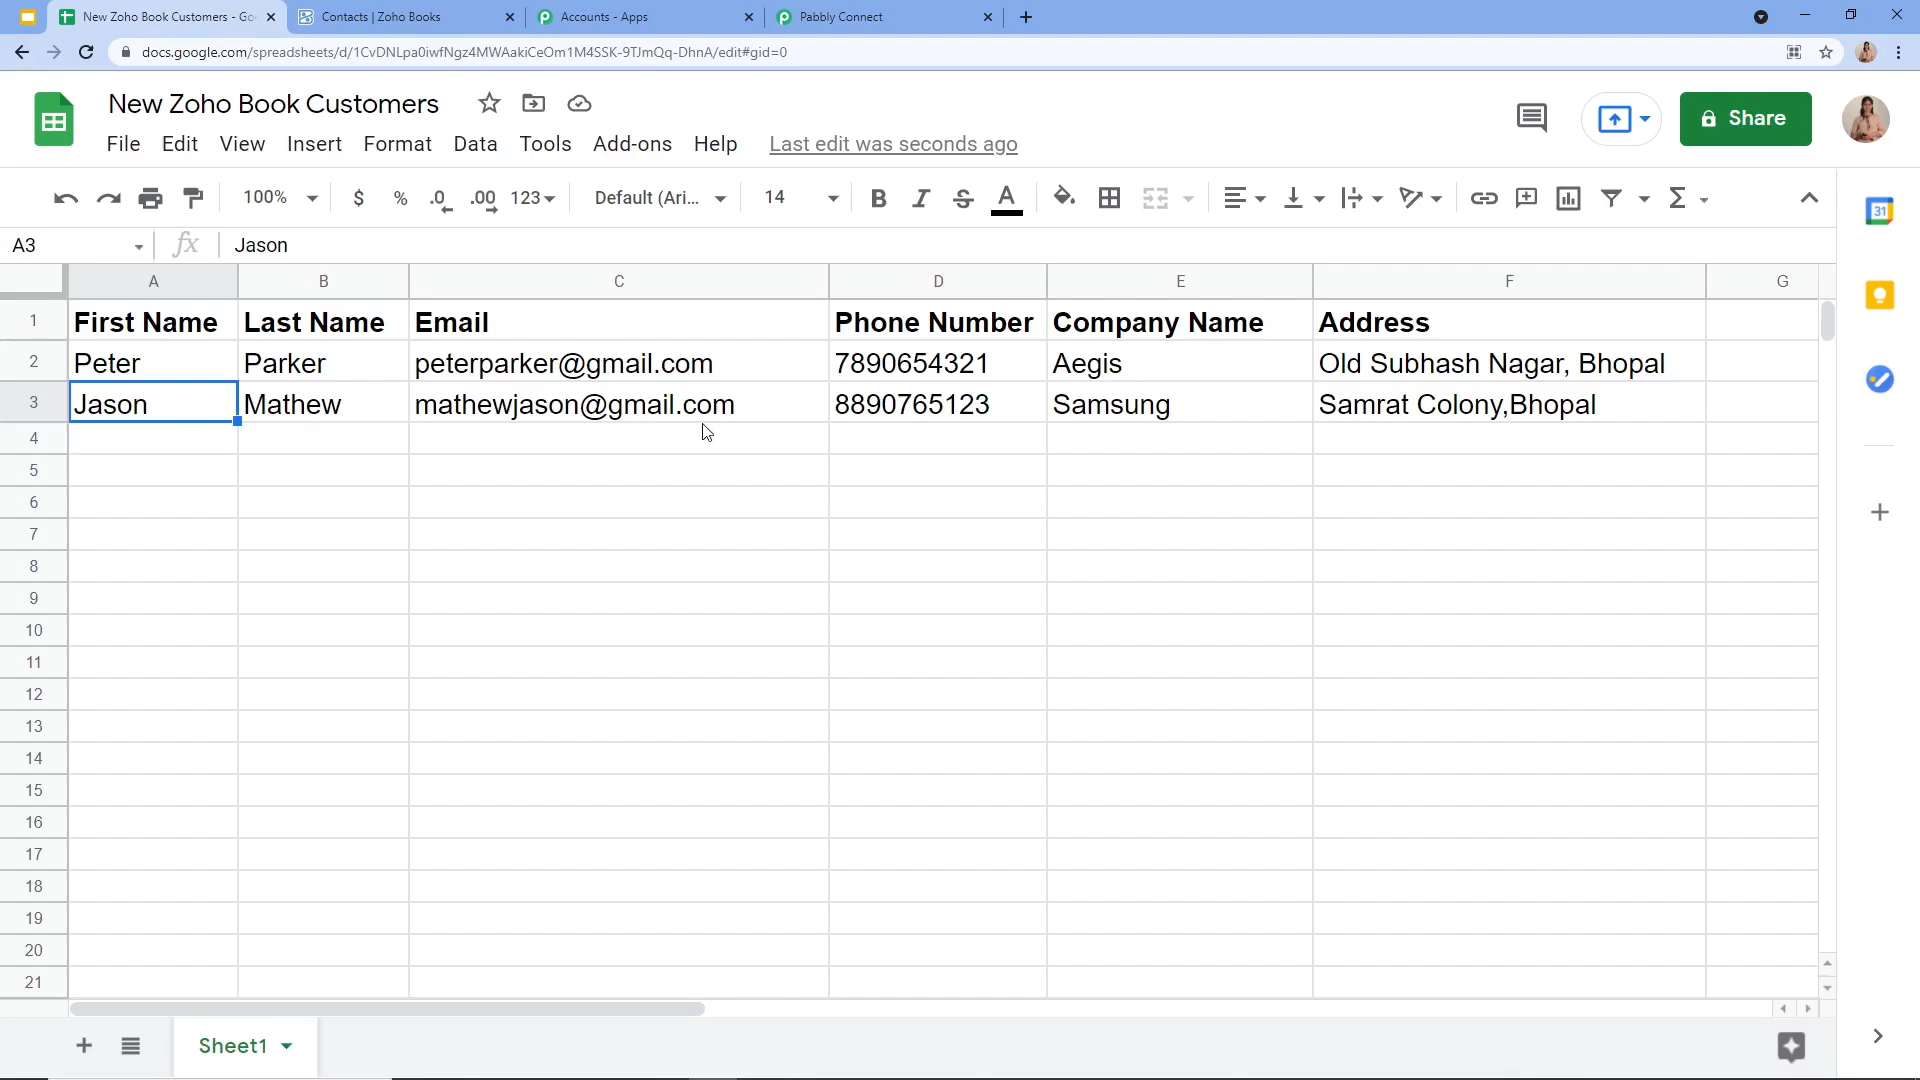 New Zoho Book Customers - Go
Contacts | Zoho Books
Accounts - Apps
Pabbly Connect
docs.google.com/spreadsheets/d/1CvDNLpa0iwfNgz4MWAakiCeOm1M4SSK-9TJmQq-DhnA/edit#gid=0
New Zoho Book Customers
Share
File Edit View Insert Format Data Tools Add-ons Help Last edit was seconds ago
100% $ % .0 .00 123 Default (Ari... 14 B I S A Σ
31
A3 fx Jason
A B C D E F G
1 First Name Last Name Email Phone Number Company Name Address
2 Peter Parker peterparker@gmail.com 7890654321 Aegis Old Subhash Nagar, Bhopal
3 Jason Mathew mathewjason@gmail.com 8890765123 Samsung Samrat Colony,Bhopal
4
5
6
7
8
9
10
11
12
13
14
15
16
17
18
19
20
21
Sheet1